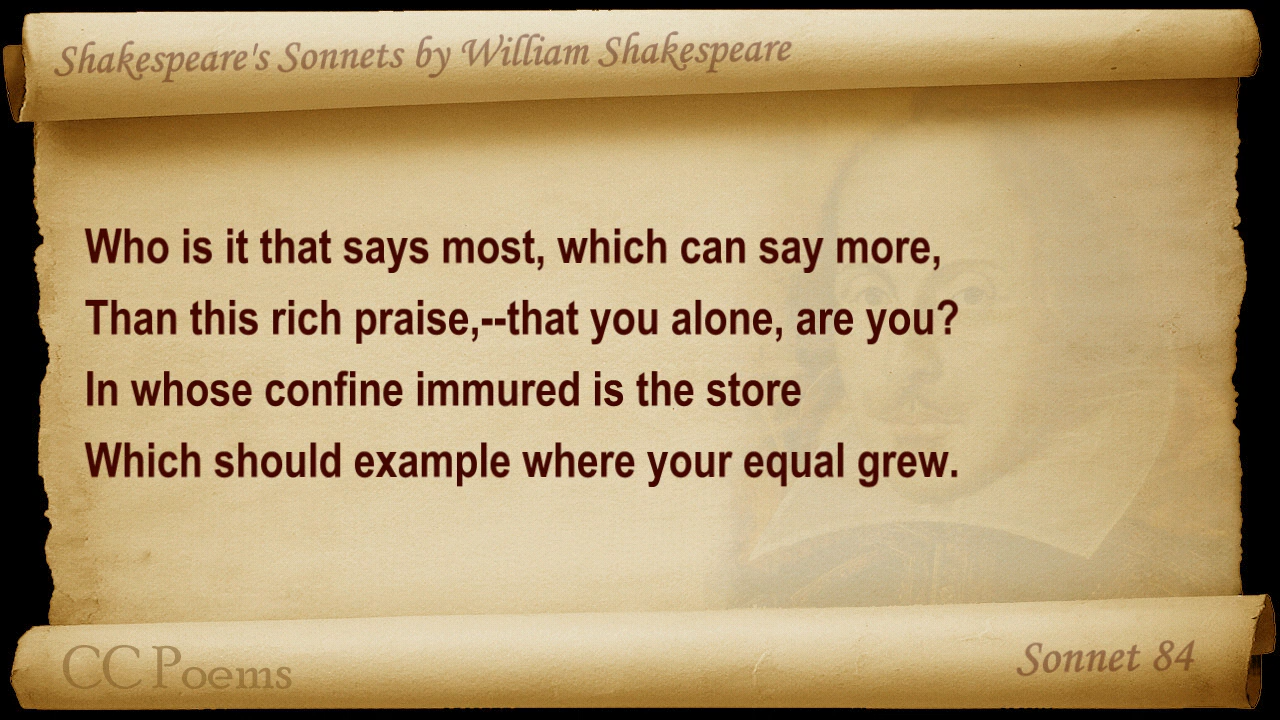 Shakespeare's Sonnets by William Shakespeare
Who is it that says most, which can say more,
Than this rich praise,--that you alone, are you?
In whose confine immured is the store
Which should example where your equal grew.
CC Poems
Sonnet 84